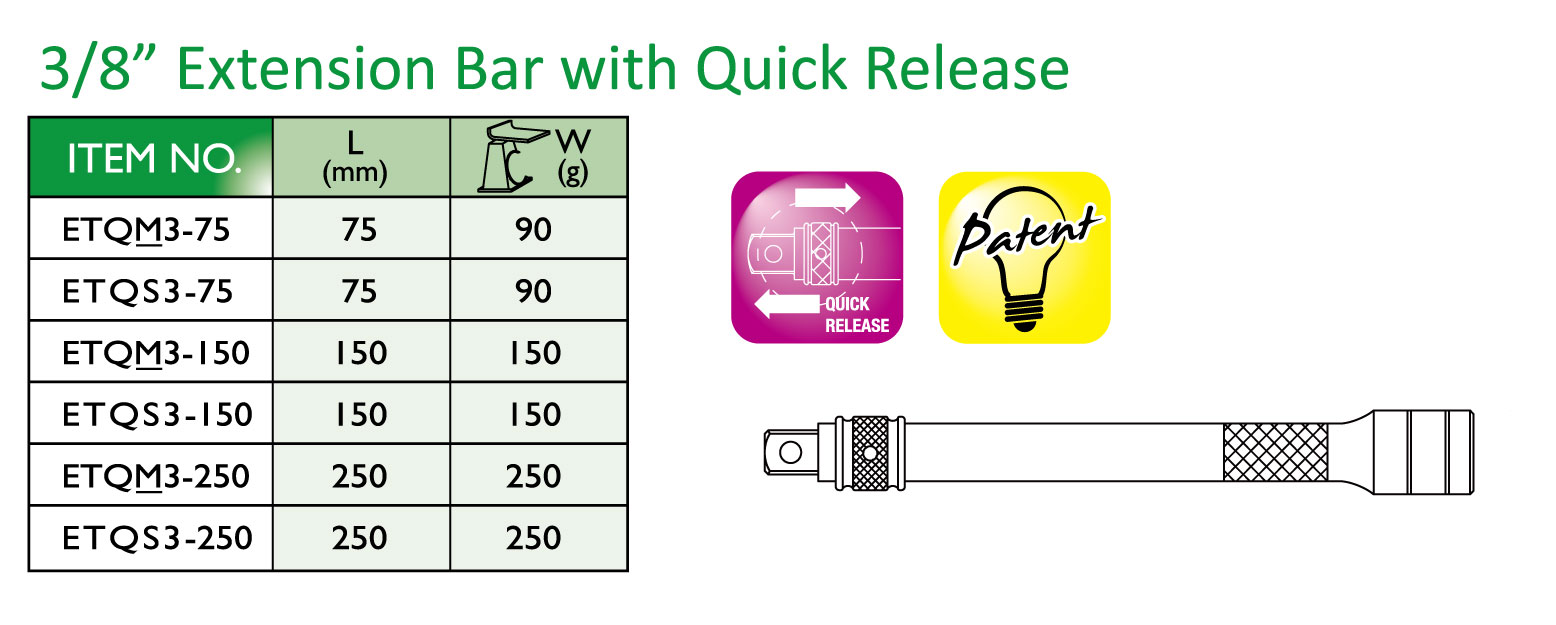 3/8” Extension Bar with Quick Release
ITEM NO. L (mm) W (g)
ETQM3-75 75 90
ETQS3-75 75 90
ETQM3-150 150 150
ETQS3-150 150 150
ETQM3-250 250 250
ETQS3-250 250 250
QUICK
RELEASE
Patent